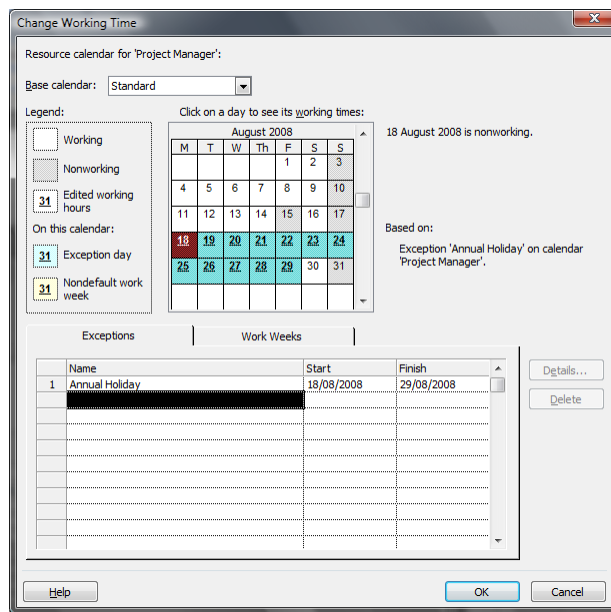 Change Working Time
Resource calendar for 'Project Manager':
Base calendar: Standard
Legend:
Working
Nonworking
31 Edited working hours
On this calendar:
31 Exception day
31 Nondefault work week
Click on a day to see its working times:
August 2008
M T W Th F S S
1 2 3
4 5 6 7 8 9 10
11 12 13 14 15 16 17
18 19 20 21 22 23 24
25 26 27 28 29 30 31
18 August 2008 is nonworking.
Based on:
Exception 'Annual Holiday' on calendar
'Project Manager'.
Exceptions Work Weeks
Name Start Finish
1 Annual Holiday 18/08/2008 29/08/2008
Details...
Delete
Help OK Cancel